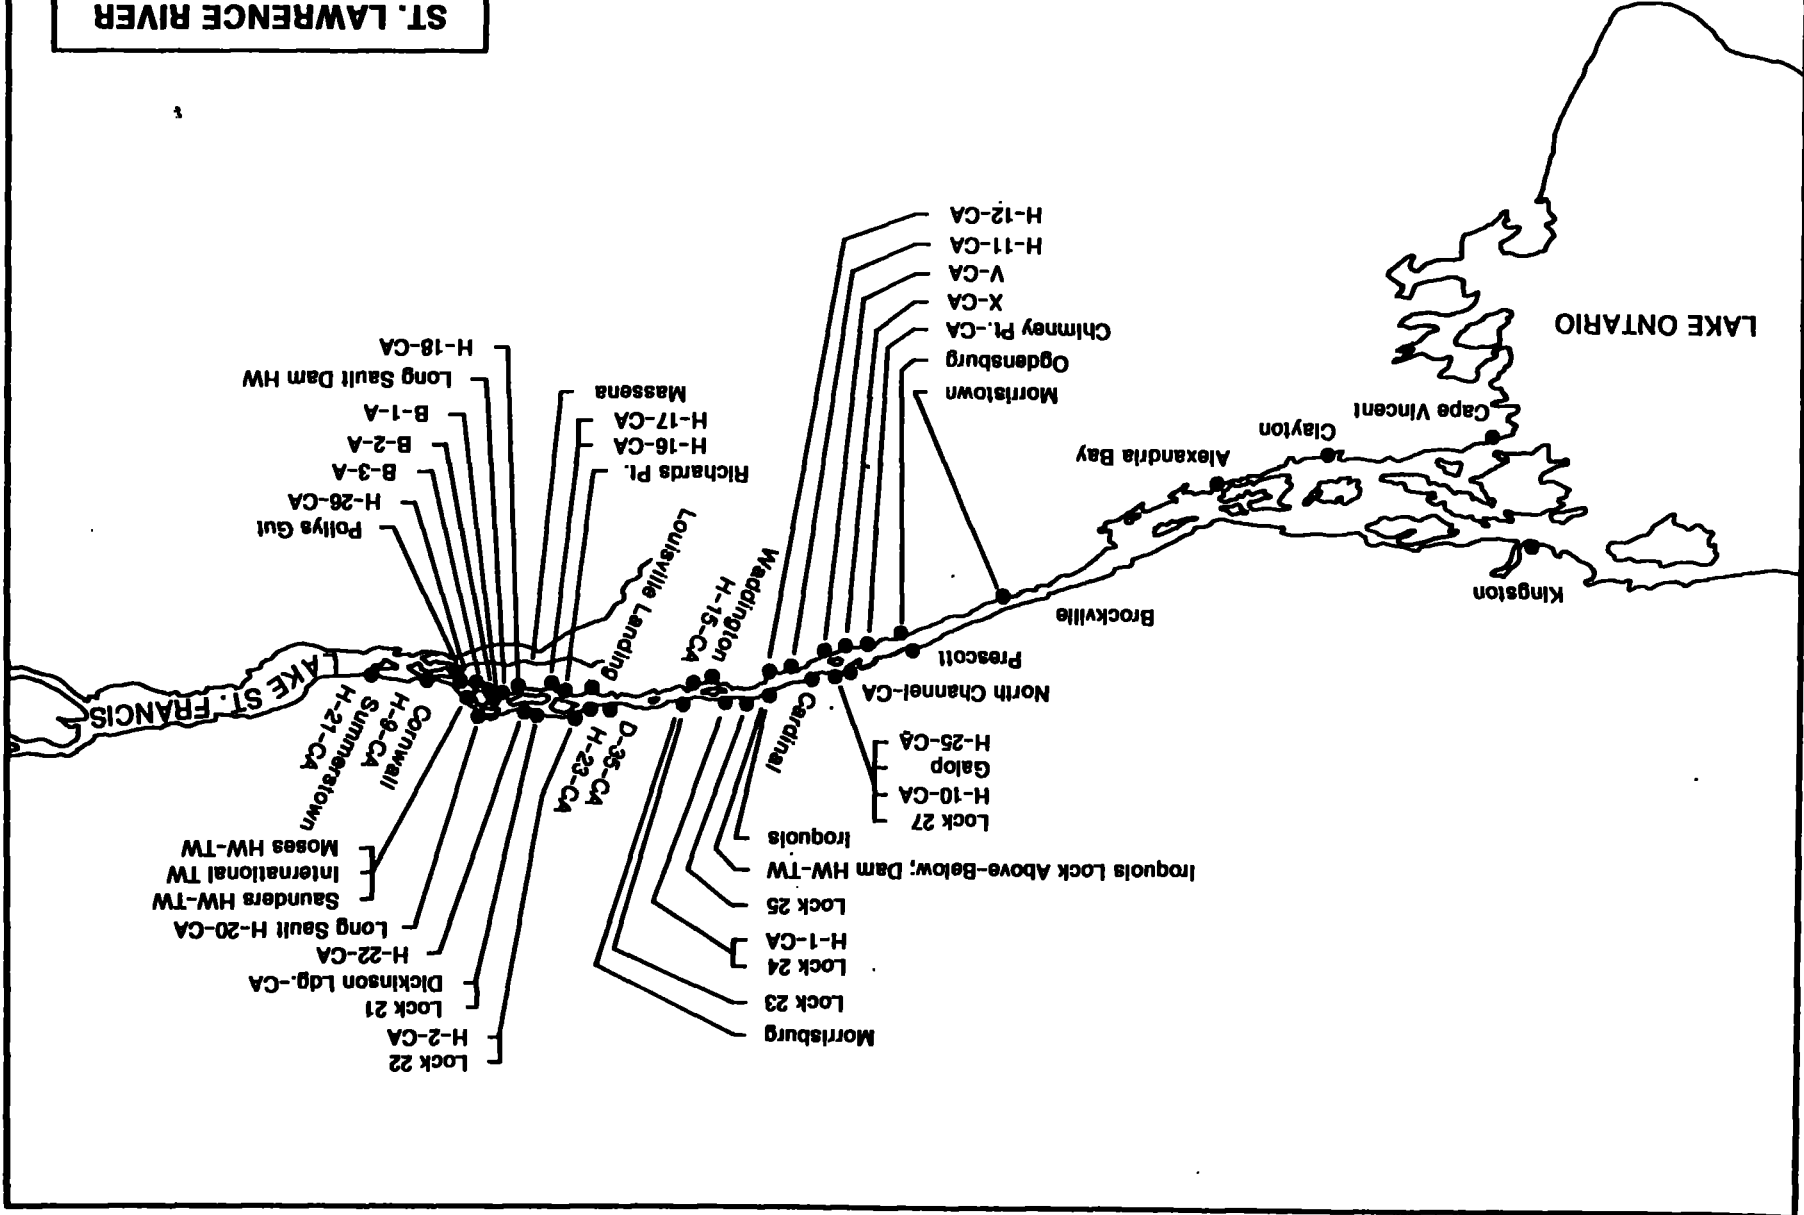 Morrisburg
Lock 23
Lock 24
H-1-CA
Lock 25
Iroquois Lock Above-Below; Dam HW-TW
Iroquois
Lock 22
H-2-CA
Lock 21
Dickinson Ldg.-CA
H-22-CA
Long Sault H-20-CA
Saunders HW-TW
International TW
Moses HW-TW
Lock 27
H-10-CA
Galop
H-25-CA
North Channel-CA
Prescott
Brockville
Kingston
Cardinal
D-35-CA
H-23-CA
Cornwall
H-9-CA
Summerstown
H-21-CA
LAKE ST. FRANCIS
Waddington
H-15-CA
Louisville Landing
Alexandria Bay
Clayton
Cape Vincent
LAKE ONTARIO
Morristown
Ogdensburg
Chimney Pt.-CA
X-CA
V-CA
H-11-CA
H-12-CA
Richards Pt.
H-16-CA
H-17-CA
Massena
Pollys Gut
H-26-CA
B-3-A
B-2-A
B-1-A
Long Sault Dam HW
H-18-CA
ST. LAWRENCE RIVER